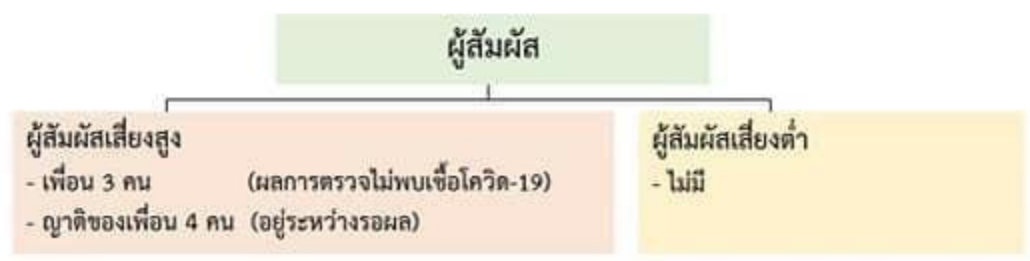 ผู้สัมผัส
ผู้สัมผัสเสี่ยงสูง
- เพื่อน 3 คน (ผลการตรวจไม่พบเชื้อโควิด-19)
- ญาติของเพื่อน 4 คน (อยู่ระหว่างรอผล)
ผู้สัมผัสเสี่ยงต่ำ
- ไม่มี